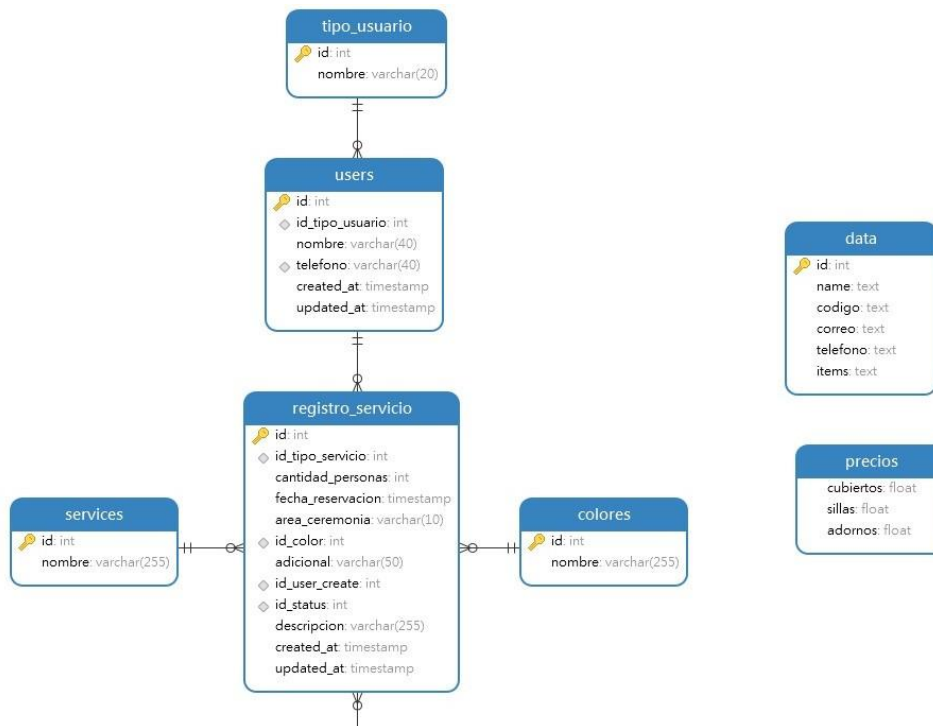 tipo_usuario
id: int
nombre: varchar(20)
users
id: int
id_tipo_usuario: int
nombre: varchar(40)
telefono: varchar(40)
created_at: timestamp
updated_at: timestamp
data
id: int
name: text
codigo: text
correo: text
telefono: text
items: text
registro_servicio
id: int
id_tipo_servicio: int
cantidad_personas: int
fecha_reservacion: timestamp
area_ceremonia: varchar(10)
id_color: int
adicional: varchar(50)
id_user_create: int
id_status: int
descripcion: varchar(255)
created_at: timestamp
updated_at: timestamp
precios
cubiertos: float
sillas: float
adornos: float
services
id: int
nombre: varchar(255)
colores
id: int
nombre: varchar(255)